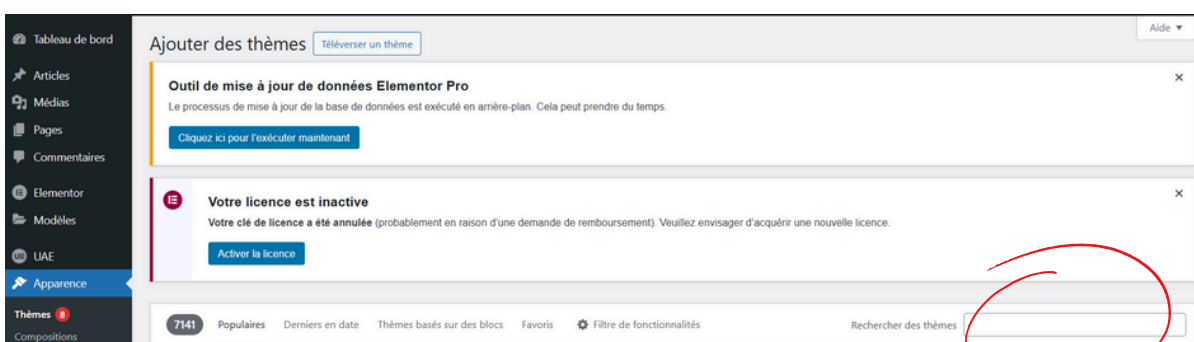 Tableau de bord
Articles
Médias
Pages
Commentaires
Elementor
Modèles
UAE
Apparence
Thèmes 8
Compositions
Aide
Ajouter des thèmes Téléverser un thème
Outil de mise à jour de données Elementor Pro
Le processus de mise à jour de la base de données est exécuté en arrière-plan. Cela peut prendre du temps.
Cliquez ici pour l'exécuter maintenant
Votre licence est inactive
Votre clé de licence a été annulée (probablement en raison d'une demande de remboursement). Veuillez envisager d'acquérir une nouvelle licence.
Activer la licence
7141 Populaires Derniers en date Thèmes basés sur des blocs Favoris Filtre de fonctionnalités Rechercher des thèmes